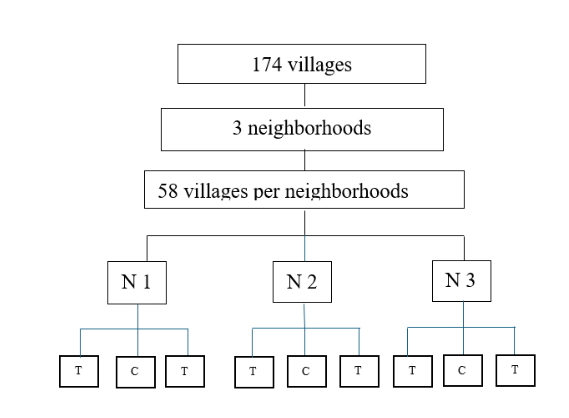 174 villages
3 neighborhoods
58 villages per neighborhoods
N 1 N 2 N 3
T C T T C T T C T